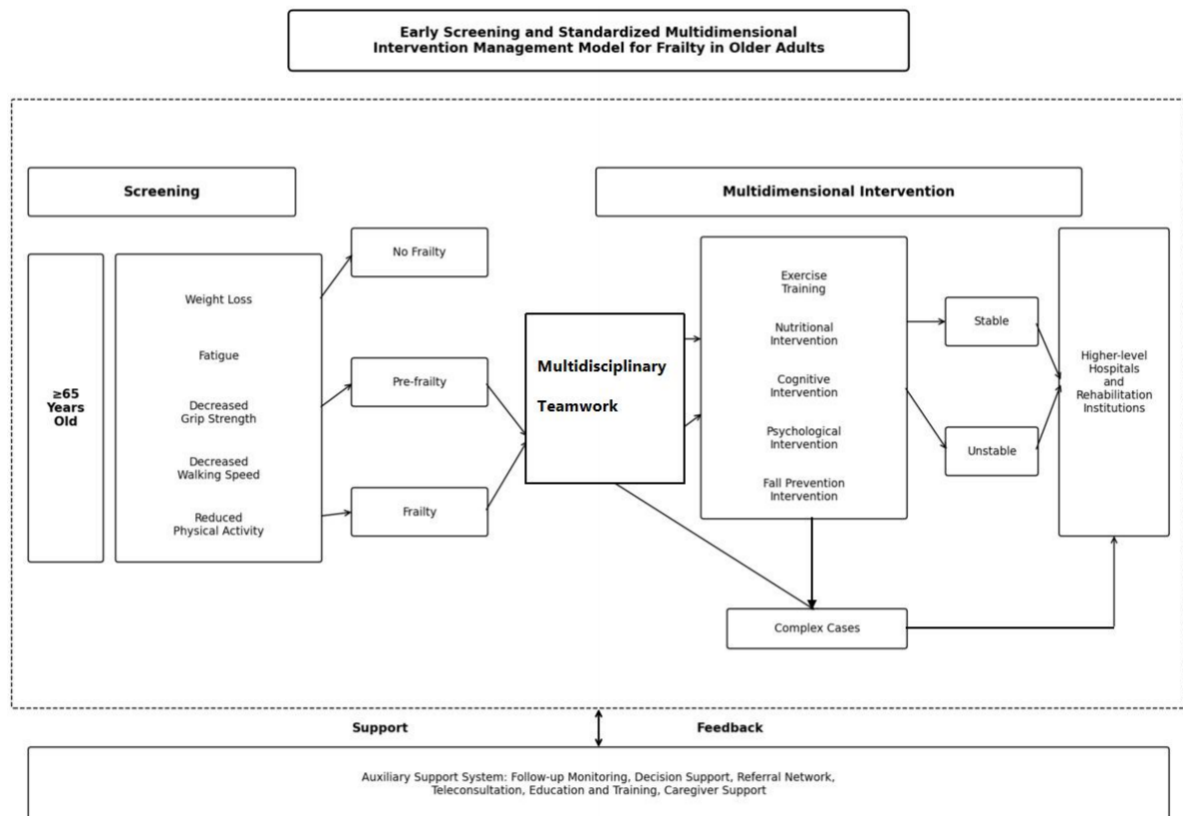 Early Screening and Standardized Multidimensional
Intervention Management Model for Frailty in Older Adults
Screening
Multidimensional Intervention
≥65
Years
Old
Weight Loss
Fatigue
Decreased
Grip Strength
Decreased
Walking Speed
Reduced
Physical Activity
No Frailty
Pre-frailty
Frailty
Multidisciplinary
Teamwork
Exercise
Training
Nutritional
Intervention
Cognitive
Intervention
Psychological
Intervention
Fall Prevention
Intervention
Stable
Unstable
Higher-level
Hospitals
and
Rehabilitation
Institutions
Complex Cases
Support
Feedback
Auxiliary Support System: Follow-up Monitoring, Decision Support, Referral Network,
Teleconsultation, Education and Training, Caregiver Support